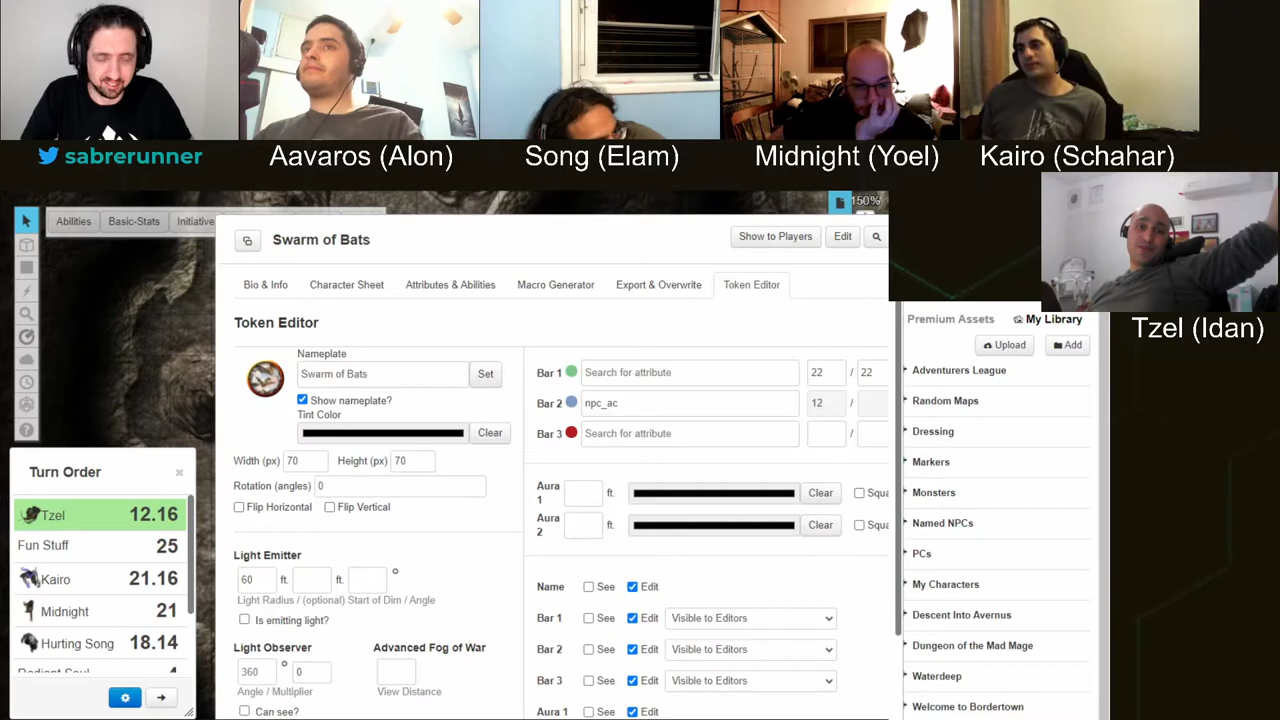 sabrerunner
Aavaros (Alon)
Song (Elam)
Midnight (Yoel)
Kairo (Schahar)
Tzel (Idan)
150%
Abilities
Basic-Stats
Initiative
Swarm of Bats
Show to Players
Edit
Bio & Info
Character Sheet
Attributes & Abilities
Macro Generator
Export & Overwrite
Token Editor
Token Editor
Nameplate
Swarm of Bats
Set
Show nameplate?
Tint Color
Clear
Width (px)
70
Height (px)
70
Rotation (angles)
0
Flip Horizontal
Flip Vertical
Light Emitter
60
ft.
ft.
°
Light Radius / (optional) Start of Dim / Angle
Is emitting light?
Light Observer
360
°
0
Angle / Multiplier
Can see?
Advanced Fog of War
View Distance
Bar 1
Search for attribute
22
/
22
Bar 2
npc_ac
12
/
Bar 3
Search for attribute
/
Aura 1
ft.
Clear
Squa
Aura 2
ft.
Clear
Squa
Name
See
Edit
Bar 1
See
Edit
Visible to Editors
Bar 2
See
Edit
Visible to Editors
Bar 3
See
Edit
Visible to Editors
Aura 1
See
Edit
Turn Order
×
Tzel
12.16
Fun Stuff
25
Kairo
21.16
Midnight
21
Hurting Song
18.14
Radiant Soul
4
Premium Assets
My Library
Upload
Add
Adventurers League
Random Maps
Dressing
Markers
Monsters
Named NPCs
PCs
My Characters
Descent Into Avernus
Dungeon of the Mad Mage
Waterdeep
Welcome to Bordertown